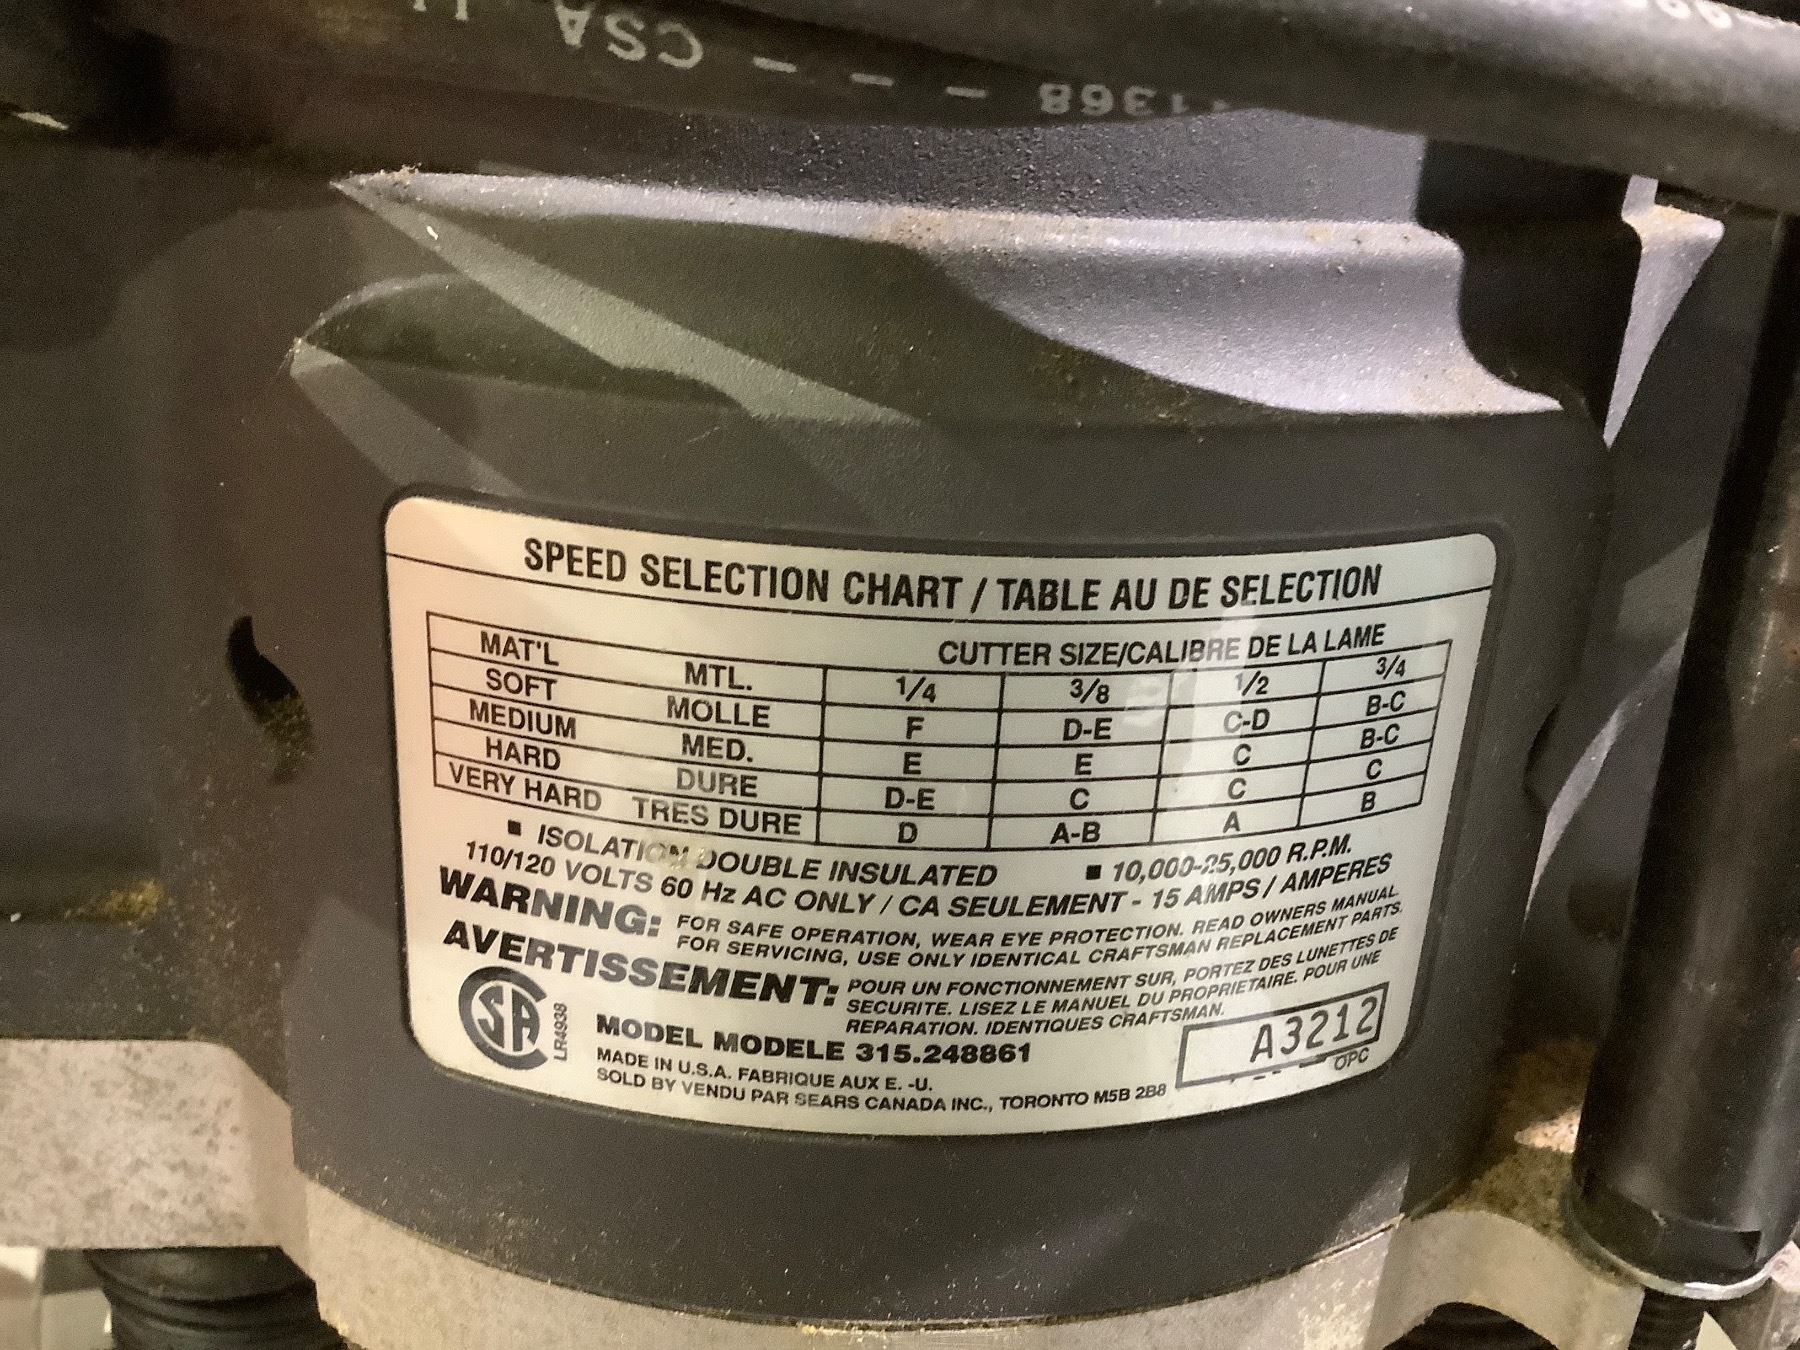 CSA
1368
SPEED SELECTION CHART / TABLE AU DE SELECTION
MAT'L MTL. CUTTER SIZE/CALIBRE DE LA LAME
1/4 3/8 1/2 3/4
SOFT MOLLE F D-E C-D B-C
MEDIUM MED. E E C B-C
HARD DURE D-E C C C
VERY HARD TRES DURE D A-B A B
▪ ISOLATION DOUBLE INSULATED ▪ 10,000-25,000 R.P.M.
110/120 VOLTS 60 Hz AC ONLY / CA SEULEMENT - 15 AMPS / AMPERES
WARNING: FOR SAFE OPERATION, WEAR EYE PROTECTION. READ OWNERS MANUAL
FOR SERVICING, USE ONLY IDENTICAL CRAFTSMAN REPLACEMENT PARTS.
AVERTISSEMENT: POUR UN FONCTIONNEMENT SUR, PORTEZ DES LUNETTES DE
SECURITE. LISEZ LE MANUEL DU PROPRIETAIRE. POUR UNE
REPARATION. IDENTIQUES CRAFTSMAN.
SA
LR4938
MODEL MODELE 315.248861
MADE IN U.S.A. FABRIQUE AUX E. -U.
SOLD BY VENDU PAR SEARS CANADA INC., TORONTO M5B 2B8
A3212
OPC